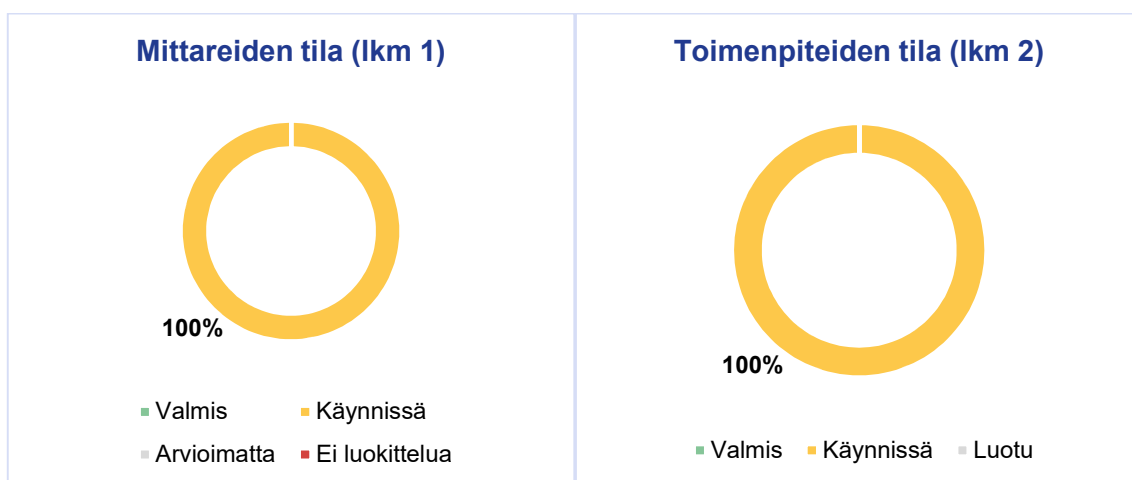 Mittareiden tila (lkm 1)
100%
Valmis
Käynnissä
Arvioimatta
Ei luokittelua
Toimenpiteiden tila (lkm 2)
100%
Valmis
Käynnissä
Luotu